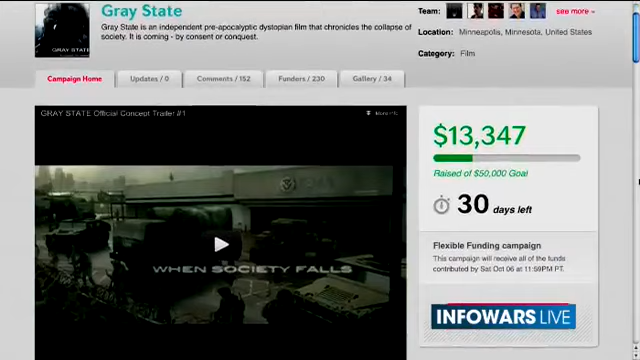 Gray State
Gray State is an independent pre-apocalyptic dystopian film that chronicles the collapse of
society. It is coming - by consent or conquest.
GRAY STATE
Team:
see more
Location: Minneapolis, Minnesota, United States
Category: Film
Campaign Home
Updates / 0
Comments / 152
Funders / 230
Gallery / 34
GRAY STATE Official Concept Trailer #1
WHEN SOCIETY FALLS
$13,347
Raised of $50,000 Goal
30 days left
Flexible Funding campaign
This campaign will receive all of the funds
contributed by Sat Oct 06 at 11:59PM PT.
INFOWARS LIVE